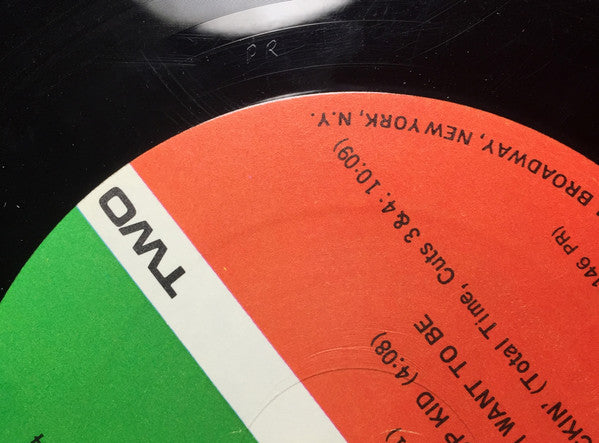 PR
TWO
BROADWAY, NEW YORK, N.Y.
146 PR)
KID (4:08)
WANT TO BE
(Total Time, Cuts 3 & 4: 10:09)